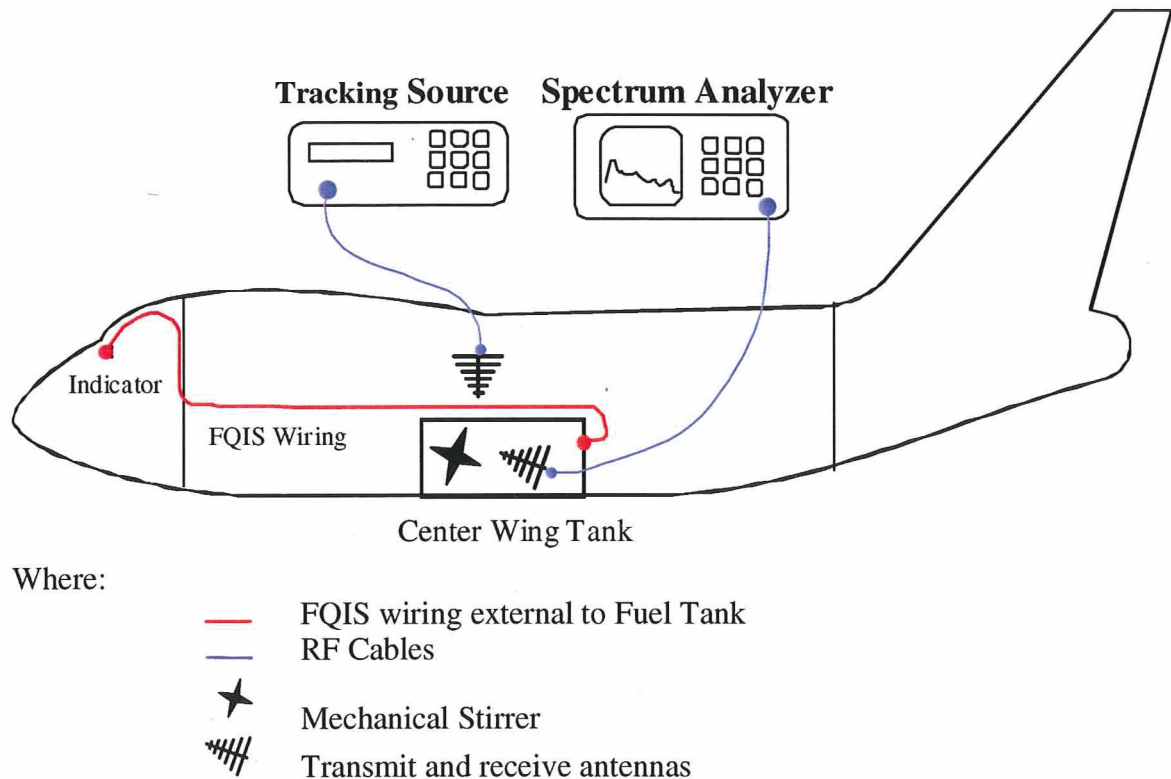 Tracking Source
Spectrum Analyzer
Indicator
FQIS Wiring
Center Wing Tank
Where:
FQIS wiring external to Fuel Tank
RF Cables
Mechanical Stirrer
Transmit and receive antennas